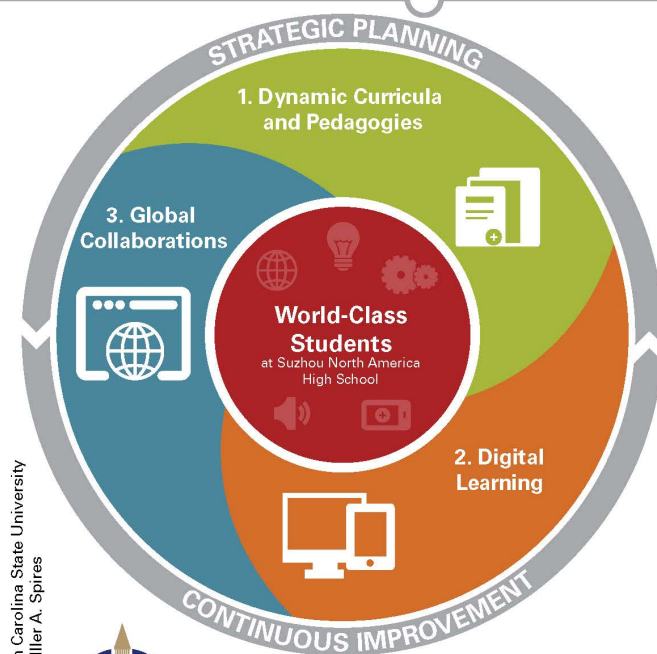 STRATEGIC PLANNING
1. Dynamic Curricula
and Pedagogies
3. Global
Collaborations
World-Class
Students
at Suzhou North America
High School
2. Digital
Learning
CONTINUOUS IMPROVEMENT
Carolina State University
A. Spires